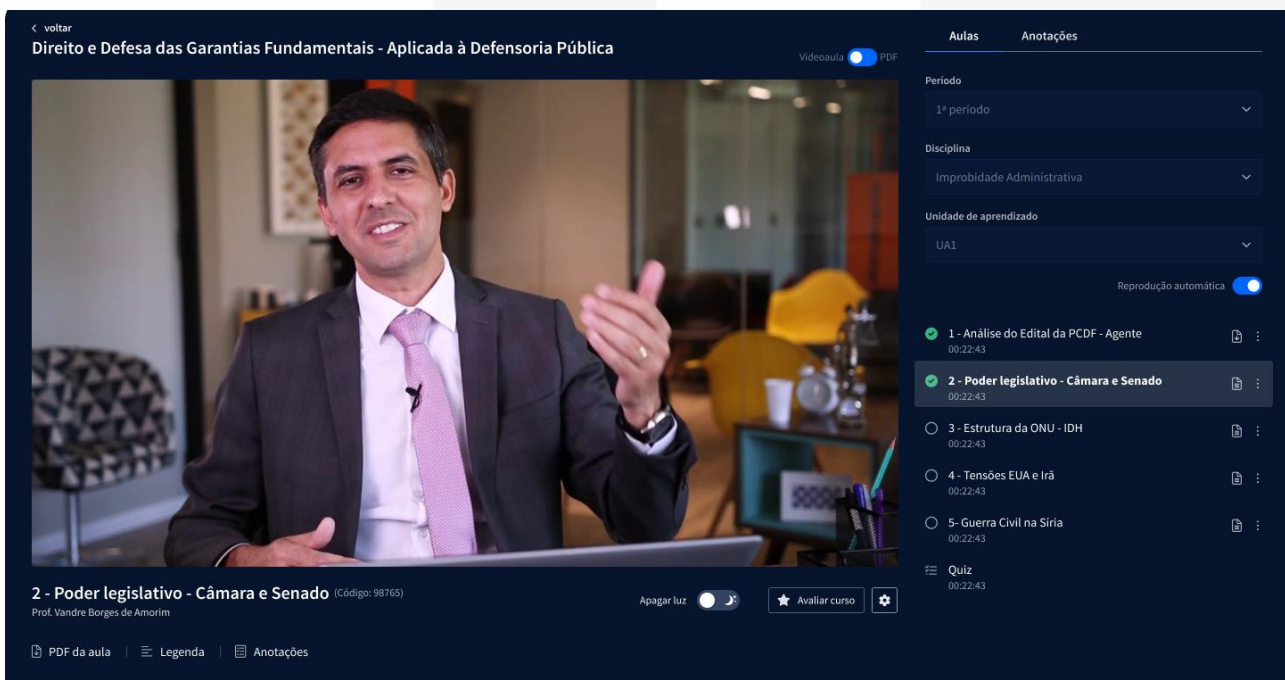 voltar
Direito e Defesa das Garantias Fundamentais - Aplicada à Defensoria Pública
Videoaula PDF
2 - Poder legislativo - Câmara e Senado (Código: 98765)
Prof. Vandre Borges de Amorim
Apagar luz
Avaliar curso
PDF da aula
Legenda
Anotações
Aulas Anotações
Período
1ª período
Disciplina
Improbidade Administrativa
Unidade de aprendizado
UA1
Reprodução automática
1 - Análise do Edital da PCDF - Agente
00:22:43
2 - Poder legislativo - Câmara e Senado
00:22:43
3 - Estrutura da ONU - IDH
00:22:43
4 - Tensões EUA e Irã
00:22:43
5- Guerra Civil na Síria
00:22:43
Quiz
00:22:43